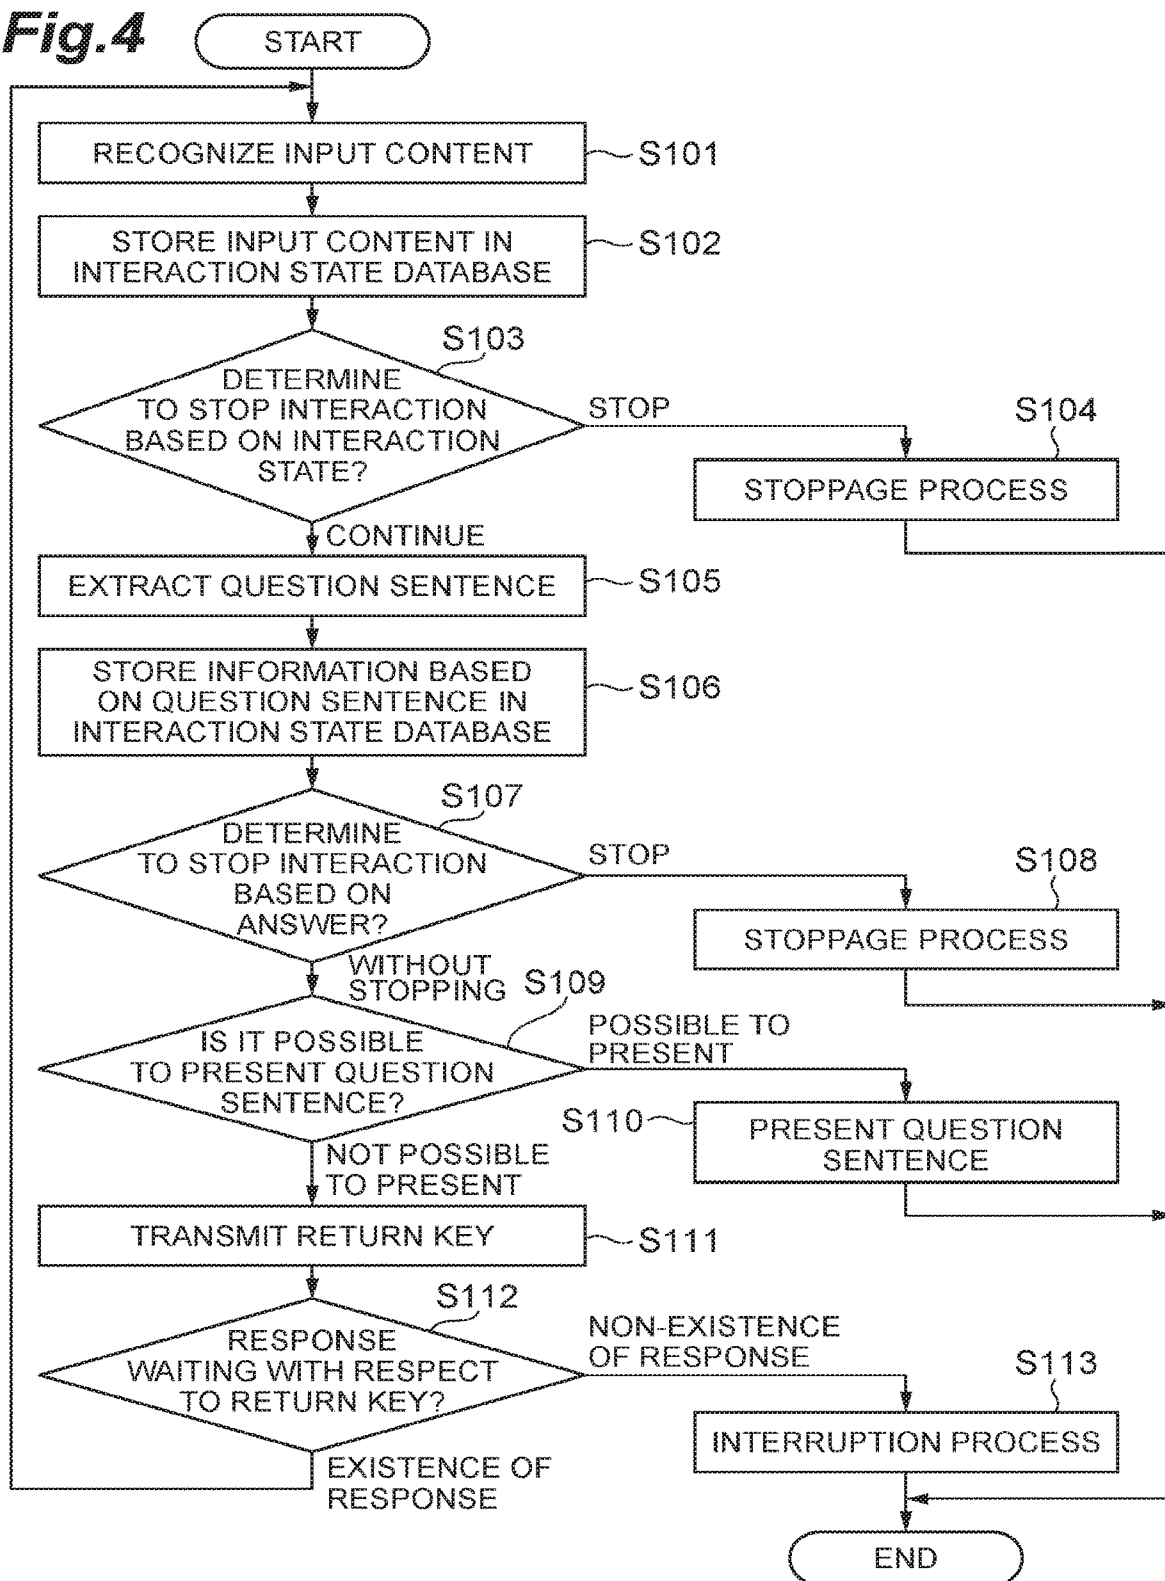 Fig.4
START
RECOGNIZE INPUT CONTENT
S101
STORE INPUT CONTENT IN
INTERACTION STATE DATABASE
S102
S103
DETERMINE
TO STOP INTERACTION
BASED ON INTERACTION
STATE?
STOP
S104
STOPPAGE PROCESS
CONTINUE
EXTRACT QUESTION SENTENCE
S105
STORE INFORMATION BASED
ON QUESTION SENTENCE IN
INTERACTION STATE DATABASE
S106
S107
DETERMINE
TO STOP INTERACTION
BASED ON
ANSWER?
STOP
S108
STOPPAGE PROCESS
WITHOUT
STOPPING
S109
IS IT POSSIBLE
TO PRESENT QUESTION
SENTENCE?
POSSIBLE TO
PRESENT
S110
PRESENT QUESTION
SENTENCE
NOT POSSIBLE
TO PRESENT
TRANSMIT RETURN KEY
S111
S112
RESPONSE
WAITING WITH RESPECT
TO RETURN KEY?
NON-EXISTENCE
OF RESPONSE
S113
INTERRUPTION PROCESS
EXISTENCE OF
RESPONSE
END